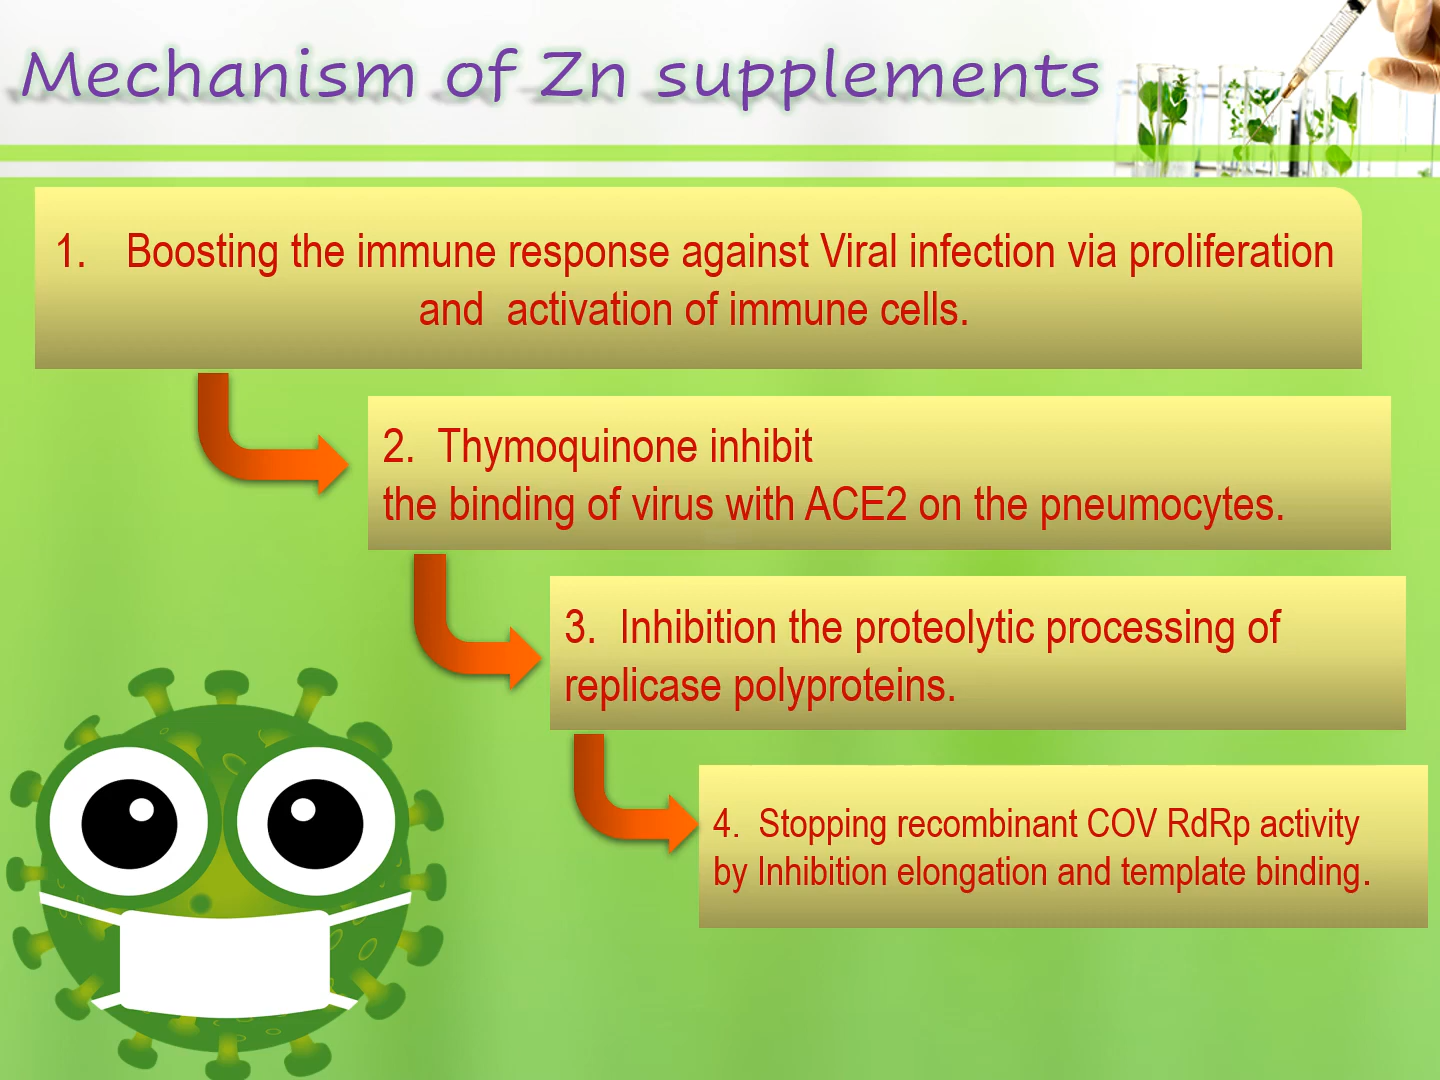 Mechanism of Zn supplements
1. Boosting the immune response against Viral infection via proliferation
and activation of immune cells.
2. Thymoquinone inhibit
the binding of virus with ACE2 on the pneumocytes.
3. Inhibition the proteolytic processing of
replicase polyproteins.
4. Stopping recombinant COV RdRp activity
by Inhibition elongation and template binding.